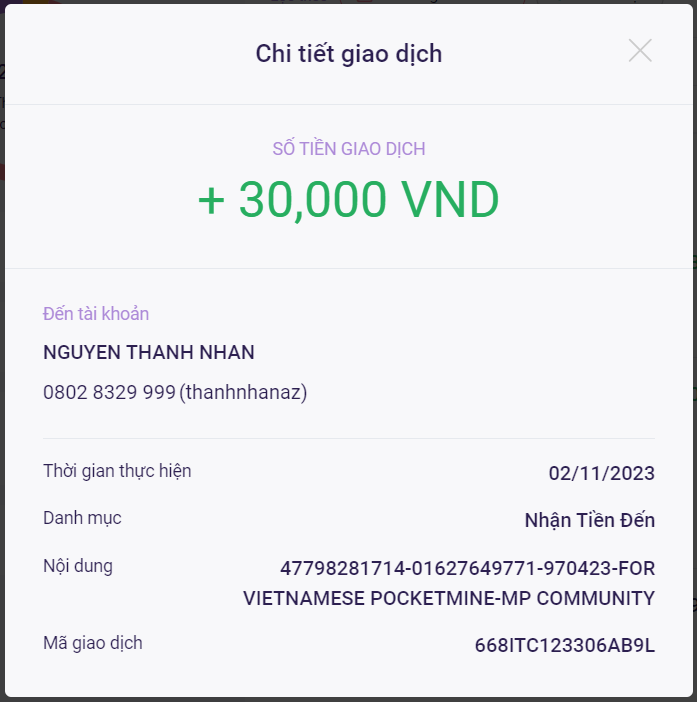 Chi tiết giao dịch
SỐ TIỀN GIAO DỊCH
+ 30,000 VND
Đến tài khoản
NGUYEN THANH NHAN
0802 8329 999 (thanhnhanaz)
Thời gian thực hiện
02/11/2023
Danh mục
Nhận Tiền Đến
Nội dung
47798281714-01627649771-970423-FOR
VIETNAMESE POCKETMINE-MP COMMUNITY
Mã giao dịch
668ITC123306AB9L